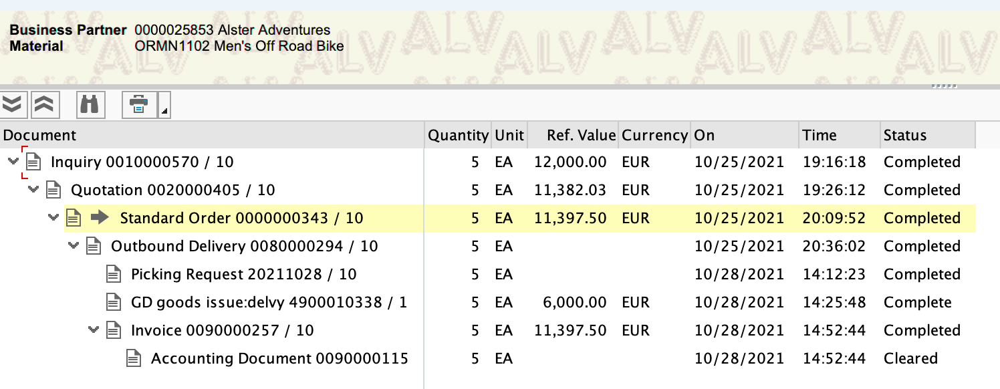 Business Partner 0000025853 Alster Adventures
Material ORMN1102 Men's Off Road Bike
Document Quantity Unit Ref. Value Currency On Time Status
Inquiry 0010000570 / 10 5 EA 12,000.00 EUR 10/25/2021 19:16:18 Completed
Quotation 0020000405 / 10 5 EA 11,382.03 EUR 10/25/2021 19:26:12 Completed
Standard Order 0000000343 / 10 5 EA 11,397.50 EUR 10/25/2021 20:09:52 Completed
Outbound Delivery 0080000294 / 10 5 EA 10/25/2021 20:36:02 Completed
Picking Request 20211028 / 10 5 EA 10/28/2021 14:12:23 Completed
GD goods issue:delvy 4900010338 / 1 5 EA 6,000.00 EUR 10/28/2021 14:25:48 Complete
Invoice 0090000257 / 10 5 EA 11,397.50 EUR 10/28/2021 14:52:44 Completed
Accounting Document 0090000115 5 EA 10/28/2021 14:52:44 Cleared